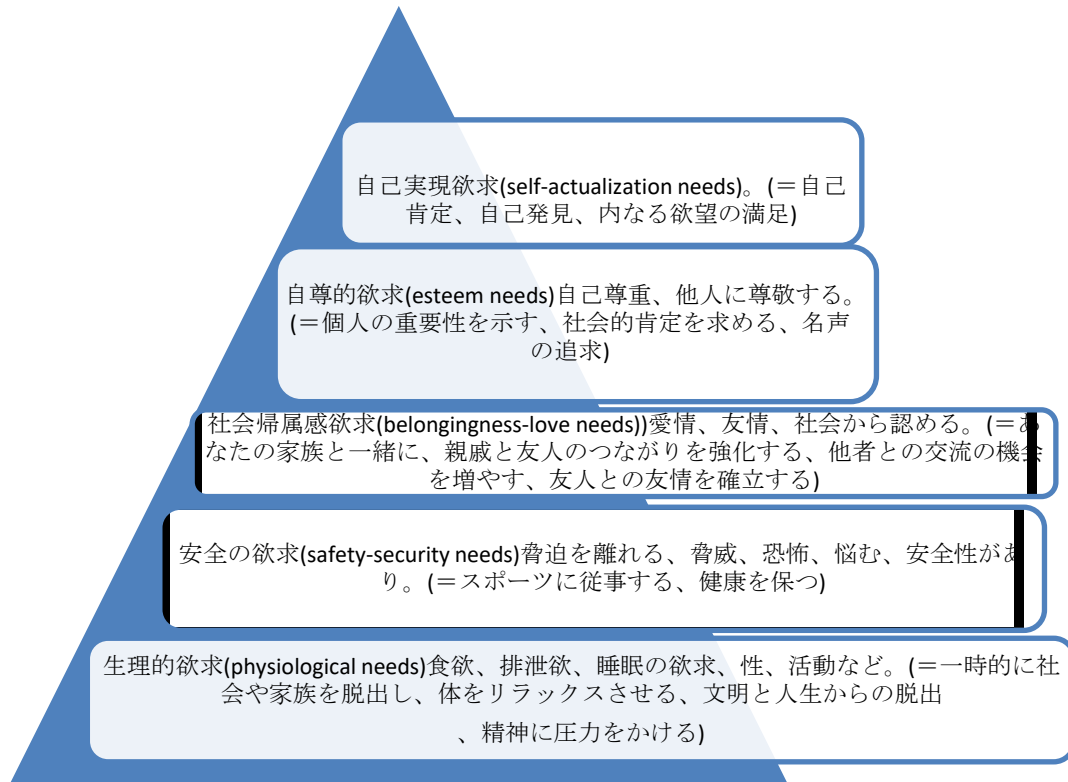 自己実現欲求(self-actualization needs)。(＝自己
肯定、自己発見、内なる欲望の満足)
自尊的欲求(esteem needs)自己尊重、他人に尊敬する。
(＝個人の重要性を示す、社会的肯定を求める、名声
の追求)
社会帰属感欲求(belongingness-love needs))愛情、友情、社会から認める。(＝あ
なたの家族と一緒に、親戚と友人のつながりを強化する、他者との交流の機会
を増やす、友人との友情を確立する)
安全の欲求(safety-security needs)脅迫を離れる、脅威、恐怖、悩む、安全性があ
り。(＝スポーツに従事する、健康を保つ)
生理的欲求(physiological needs)食欲、排泄欲、睡眠の欲求、性、活動など。(＝一時的に社
会や家族を脱出し、体をリラックスさせる、文明と人生からの脱出
、精神に圧力をかける)